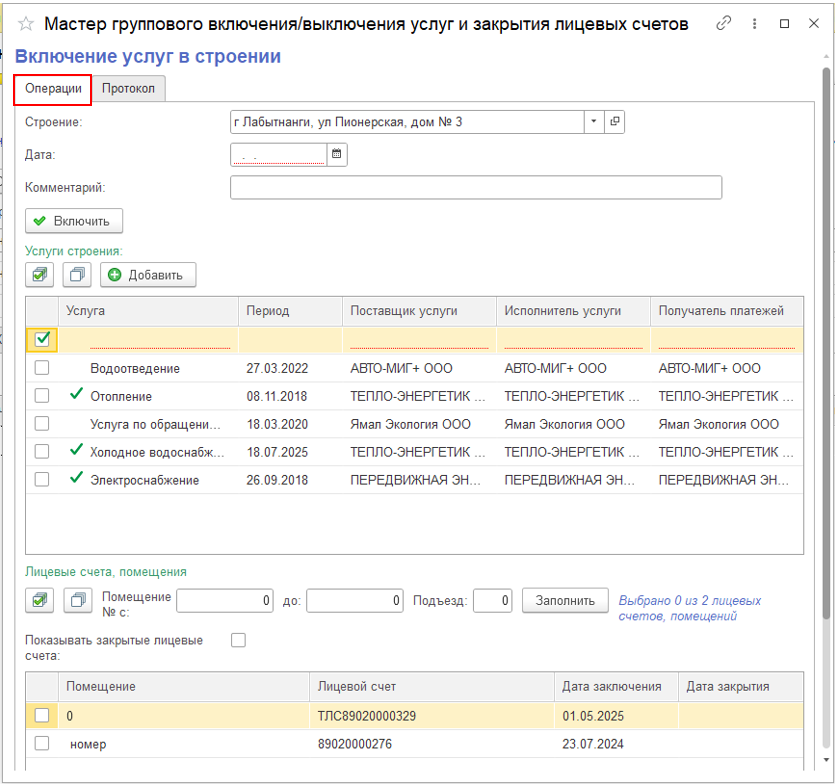 Мастер группового включения/выключения услуг и закрытия лицевых счетов
Включение услуг в строении
Операции Протокол
Строение: г Лабытнанги, ул Пионерская, дом № 3
Дата: . .
Комментарий:
Включить
Услуги строения:
Добавить
Услуга Период Поставщик услуги Исполнитель услуги Получатель платежей
Водоотведение 27.03.2022 АВТО-МИГ+ ООО АВТО-МИГ+ ООО АВТО-МИГ+ ООО
Отопление 08.11.2018 ТЕПЛО-ЭНЕРГЕТИК ... ТЕПЛО-ЭНЕРГЕТИК ... ТЕПЛО-ЭНЕРГЕТИК ...
Услуга по обращени... 18.03.2020 Ямал Экология ООО Ямал Экология ООО Ямал Экология ООО
Холодное водоснабж... 18.07.2025 ТЕПЛО-ЭНЕРГЕТИК ... ТЕПЛО-ЭНЕРГЕТИК ... ТЕПЛО-ЭНЕРГЕТИК ...
Электроснабжение 26.09.2018 ПЕРЕДВИЖНАЯ ЭН... ПЕРЕДВИЖНАЯ ЭН... ПЕРЕДВИЖНАЯ ЭН...
Лицевые счета, помещения
Помещение № с: 0 до: 0 Подъезд: 0 Заполнить Выбрано 0 из 2 лицевых
счетов, помещений
Показывать закрытые лицевые
счета:
Помещение Лицевой счет Дата заключения Дата закрытия
0 ТЛС89020000329 01.05.2025
номер 89020000276 23.07.2024